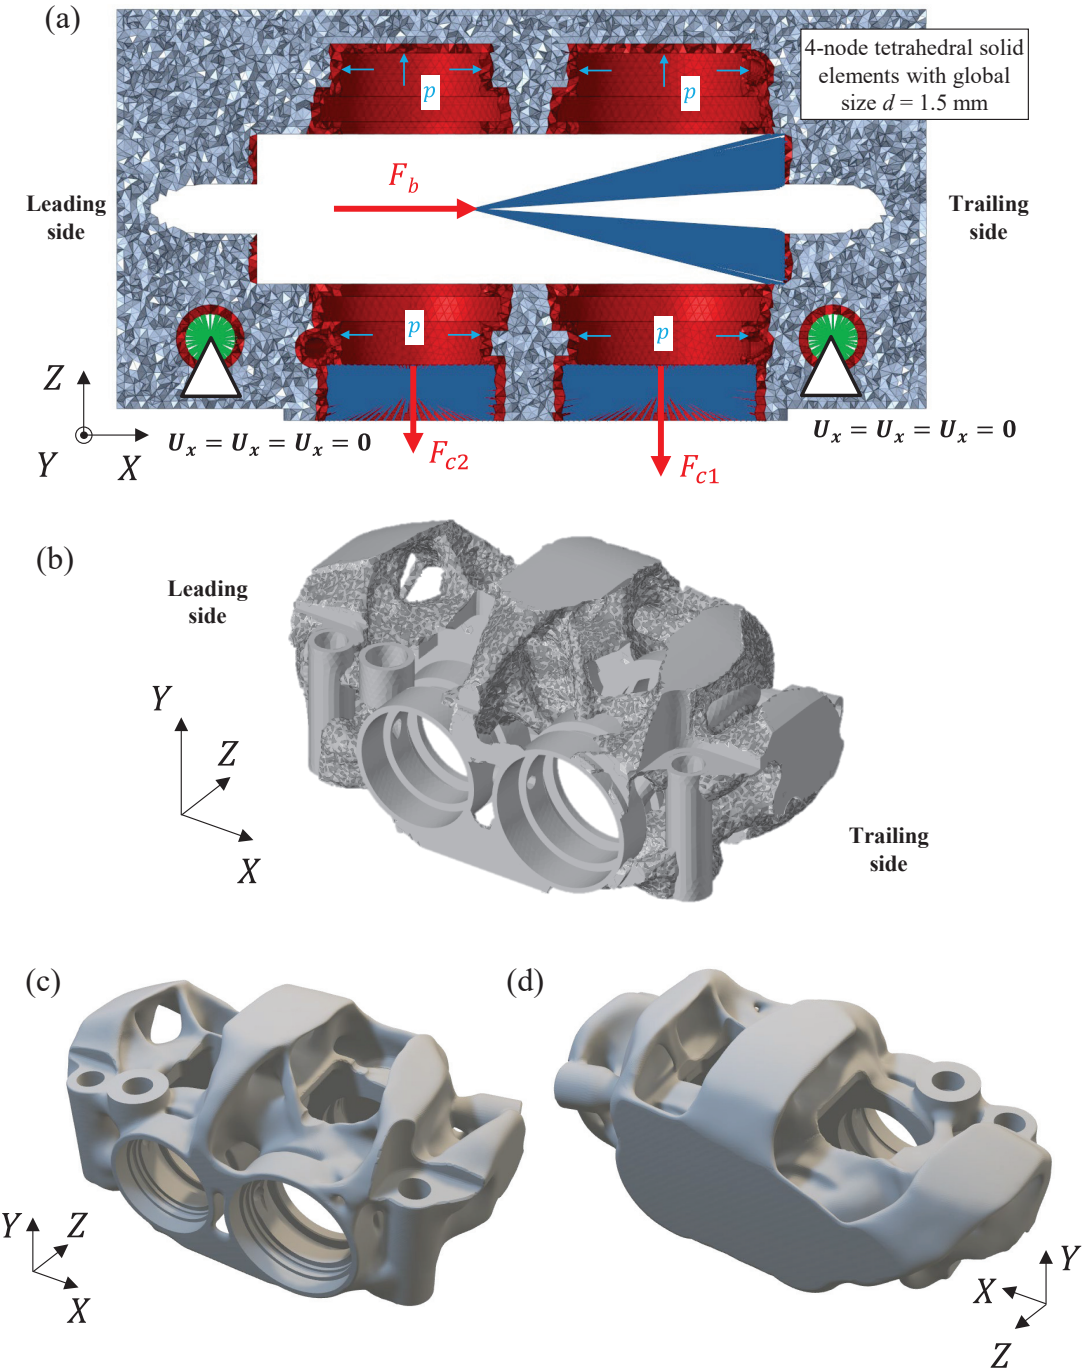 (a)
4-node tetrahedral solid
elements with global
size d = 1.5 mm
p
p
F_b
Leading
side
Trailing
side
p
p
Z
Y
X
U_x = U_x = U_x = 0
F_c2
F_c1
U_x = U_x = U_x = 0
(b)
Leading
side
Y
Z
X
Trailing
side
(c)
(d)
Y
Z
X
Y
X
Z